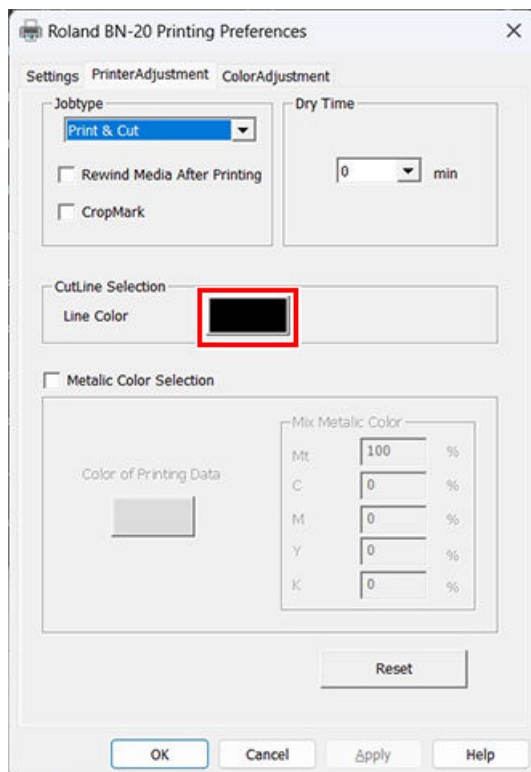 Roland BN-20 Printing Preferences
Settings PrinterAdjustment ColorAdjustment
Jobtype
Print & Cut
Rewind Media After Printing
CropMark
Dry Time
0 min
CutLine Selection
Line Color
Metalic Color Selection
Color of Printing Data
Mix Metalic Color
Mt 100 %
C 0 %
M 0 %
Y 0 %
K 0 %
Reset
OK Cancel Apply Help